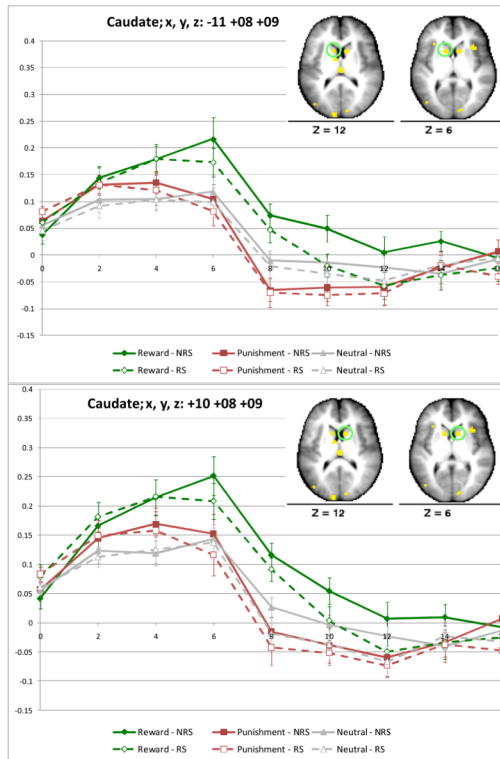 Caudate; x, y, z: -11 +08 +09
Z = 12
Z = 6
0.4
0.35
0.3
0.25
0.2
0.15
0.1
0.05
0
-0.05
-0.1
-0.15
0 2 4 6 8 10 12 14
Reward - NRS Punishment - NRS Neutral - NRS
Reward - RS Punishment - RS Neutral - RS
Caudate; x, y, z: +10 +08 +09
Z = 12
Z = 6
0.4
0.35
0.3
0.25
0.2
0.15
0.1
0.05
0
-0.05
-0.1
-0.15
0 2 4 6 8 10 12 14
Reward - NRS Punishment - NRS Neutral - NRS
Reward - RS Punishment - RS Neutral - RS